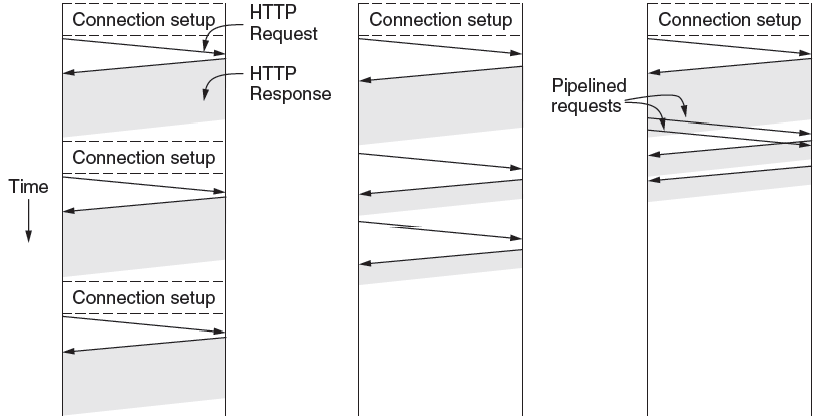 Connection setup
HTTP
Request
HTTP
Response
Connection setup
Time
Connection setup
Connection setup
Connection setup
Pipelined
requests